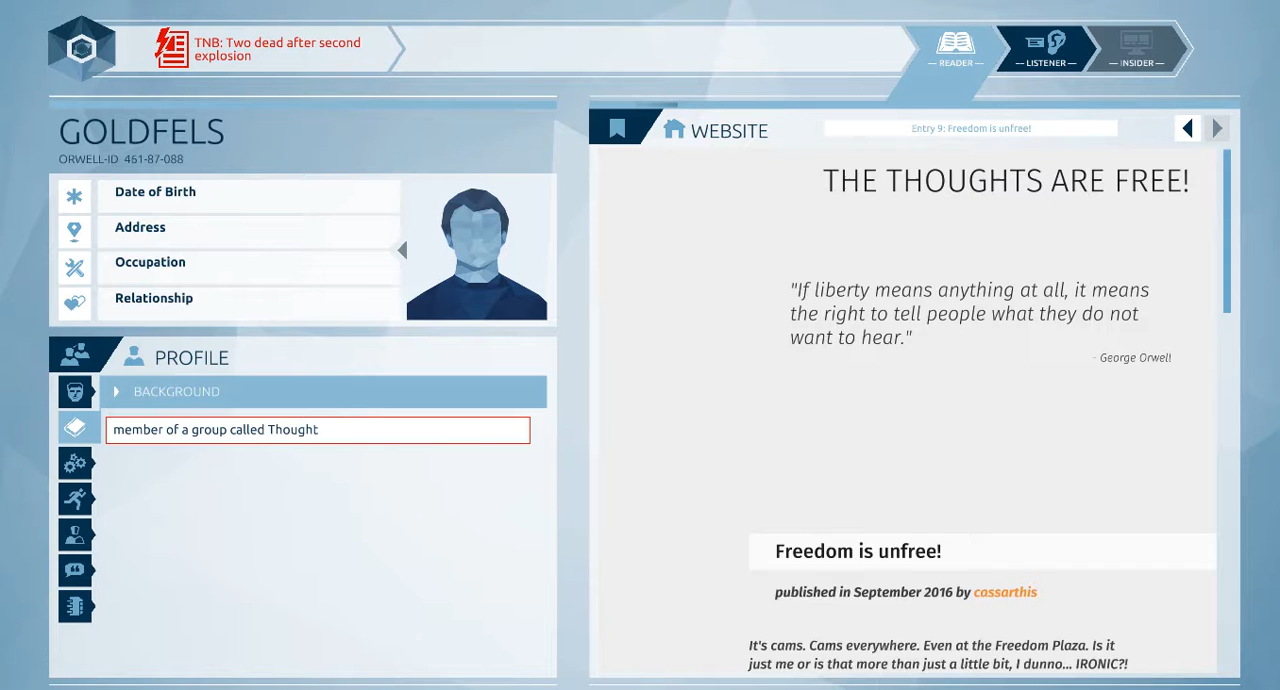 TNB: Two dead after second
explosion
— READER —
— LISTENER —
— INSIDER —
GOLDFELS
ORWELL-ID 461-87-088
Date of Birth
Address
Occupation
Relationship
PROFILE
BACKGROUND
member of a group called Thought
WEBSITE
Entry 9: Freedom is unfree!
THE THOUGHTS ARE FREE!
"If liberty means anything at all, it means
the right to tell people what they do not
want to hear."
- George Orwell
Freedom is unfree!
published in September 2016 by cassarthis
It's cams. Cams everywhere. Even at the Freedom Plaza. Is it
just me or is that more than just a little bit, I dunno... IRONIC?!